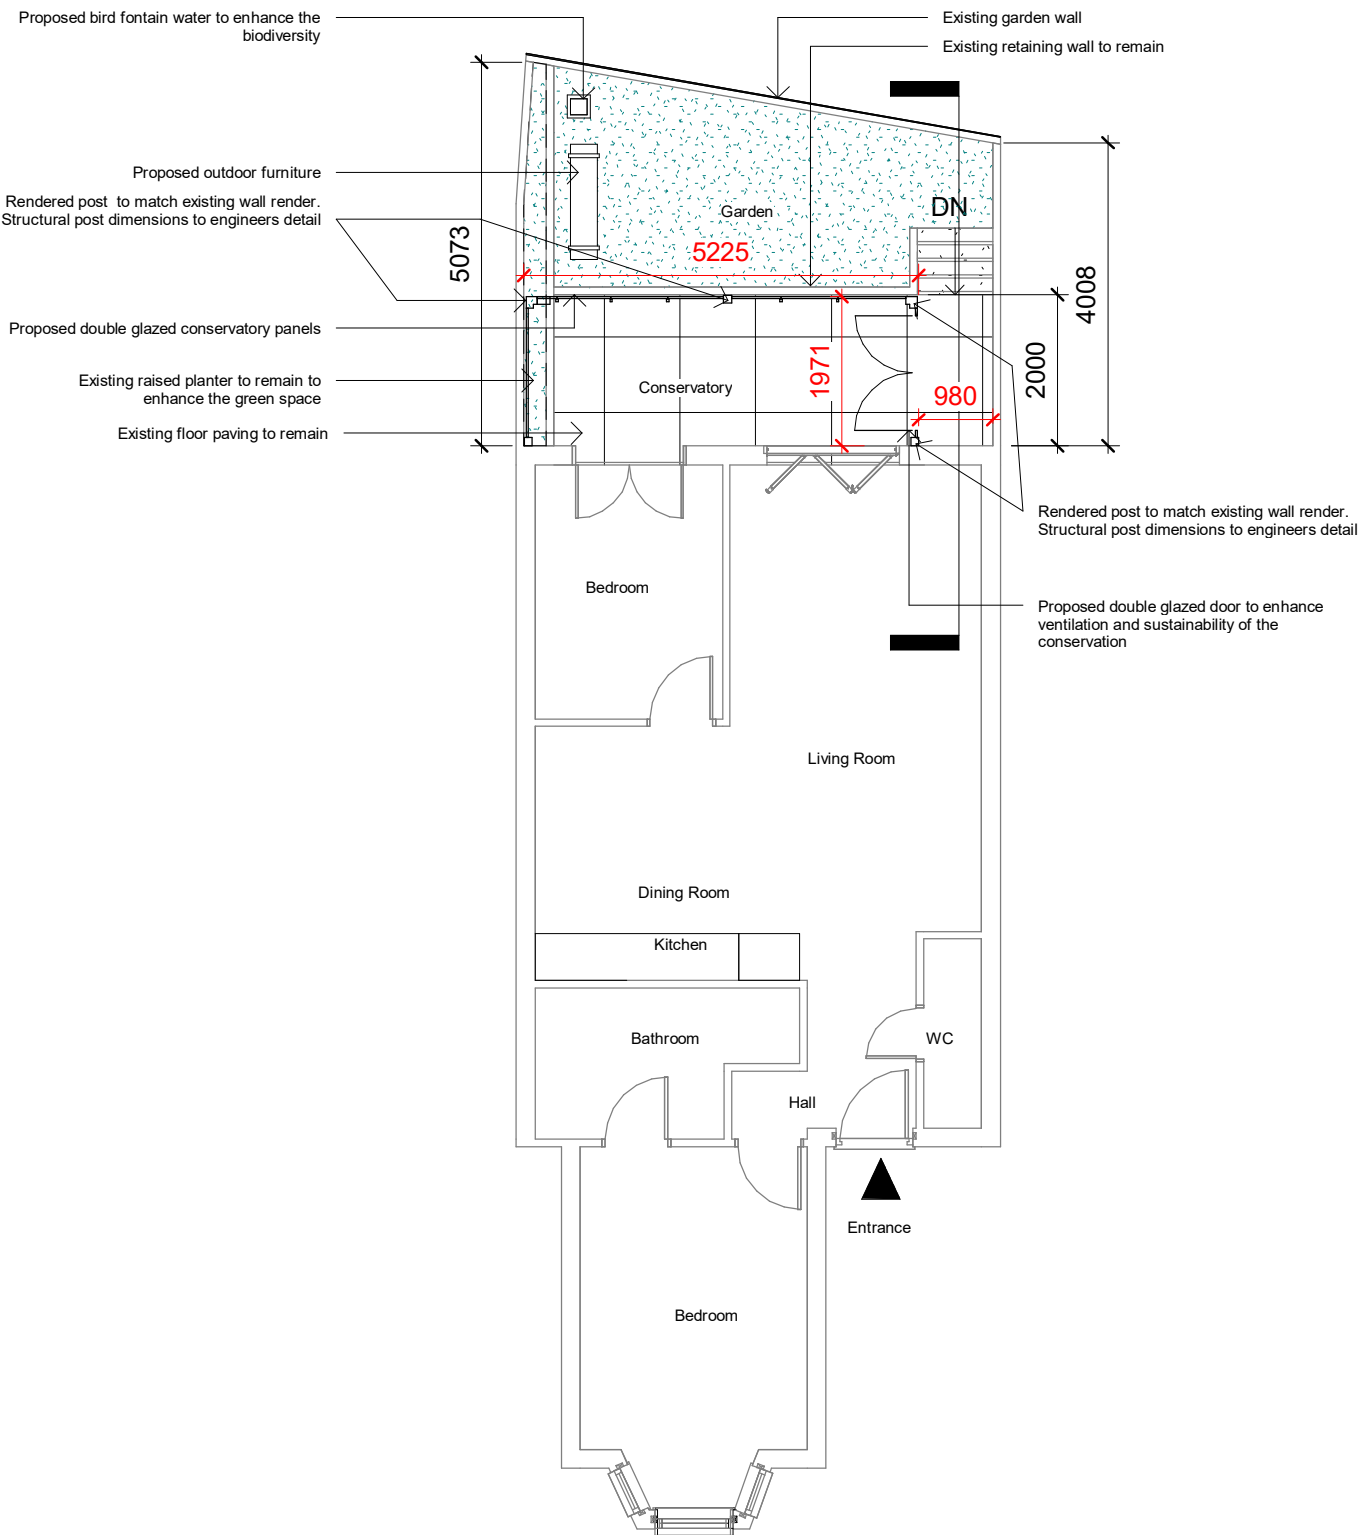 Proposed bird fontain water to enhance the
biodiversity
Existing garden wall
Existing retaining wall to remain
Proposed outdoor furniture
Rendered post to match existing wall render.
Structural post dimensions to engineers detail
Garden
DN
5225
5073
4008
Proposed double glazed conservatory panels
Existing raised planter to remain to
enhance the green space
Existing floor paving to remain
Conservatory
1971
980
2000
Rendered post to match existing wall render.
Structural post dimensions to engineers detail
Proposed double glazed door to enhance
ventilation and sustainability of the
conservation
Bedroom
Living Room
Dining Room
Kitchen
Bathroom
WC
Hall
Entrance
Bedroom